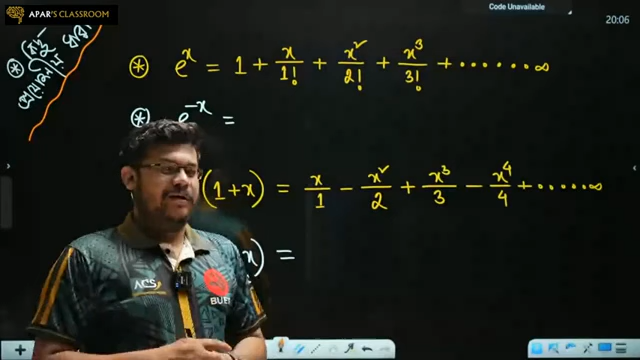 APAR'S CLASSROOM
Code Unavailable
20:06
e^x = 1 + x/1! + x²/2! + x³/3! + ....... ∞
e^-x =
(1+x) = x/1 - x²/2 + x³/3 - x⁴/4 + ...... ∞
x) =
ACS
BUET